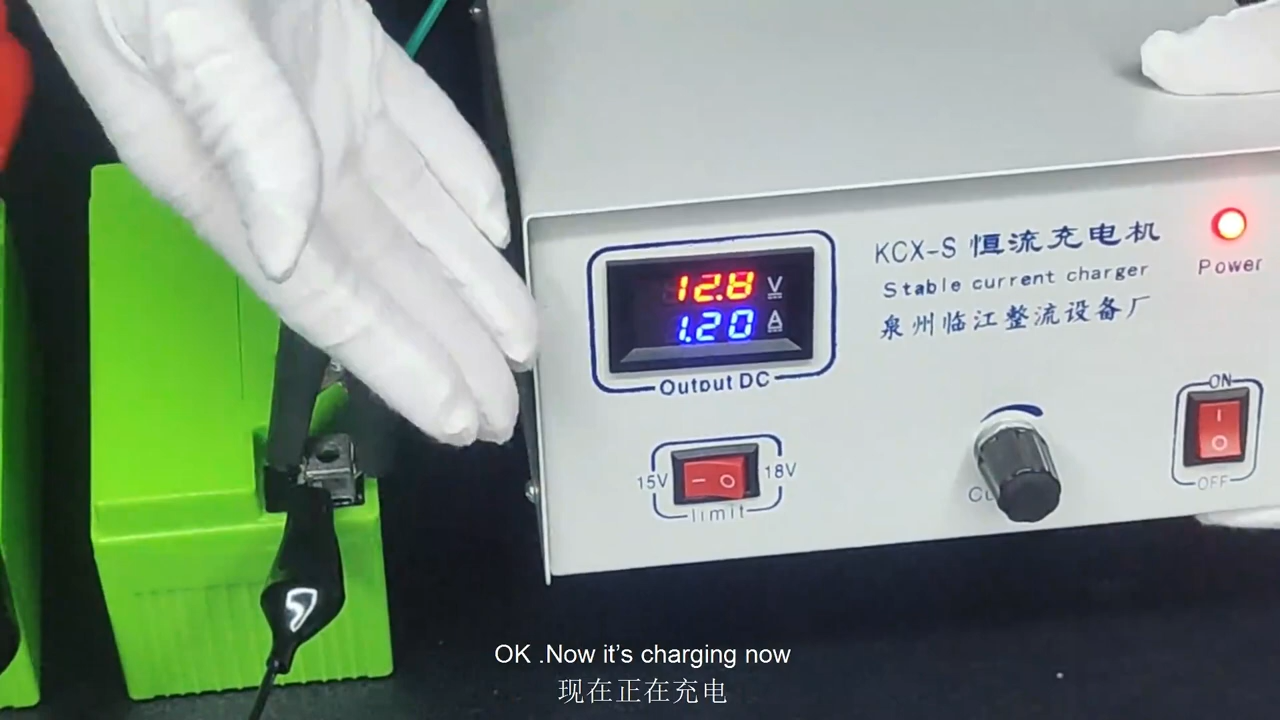 12.8 V
1.20 A
Output DC
KCX-S 恒流充电机
Stable current charger
泉州临江整流设备厂
Power
15V
18V
limit
ON
OFF
OK .Now it’s charging now
现在正在充电